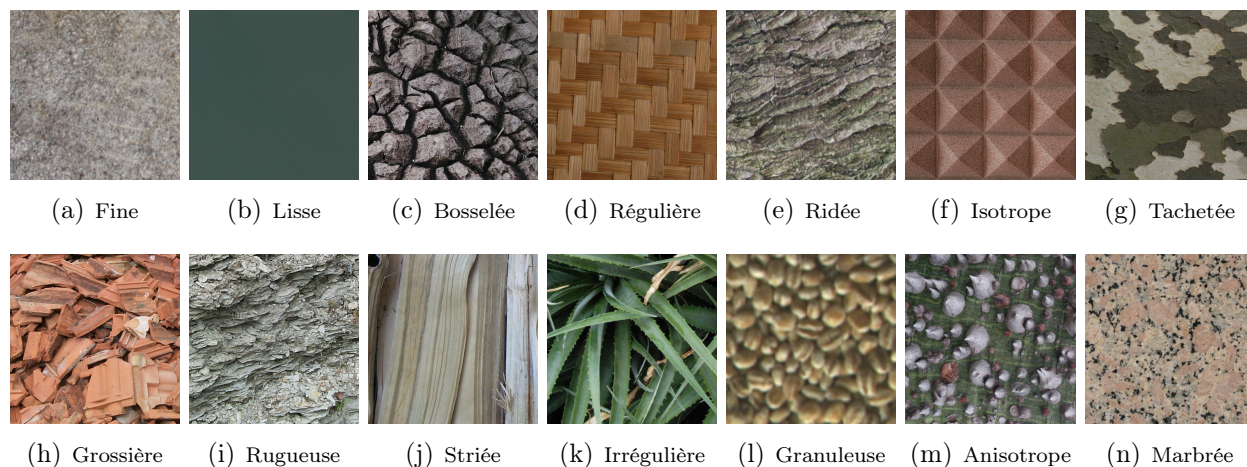 (a) Fine (b) Lisse (c) Bosselée (d) Régulière (e) Ridée (f) Isotrope (g) Tachetée
(h) Grossière (i) Rugueuse (j) Striée (k) Irrégulière (l) Granuleuse (m) Anisotrope (n) Marbrée